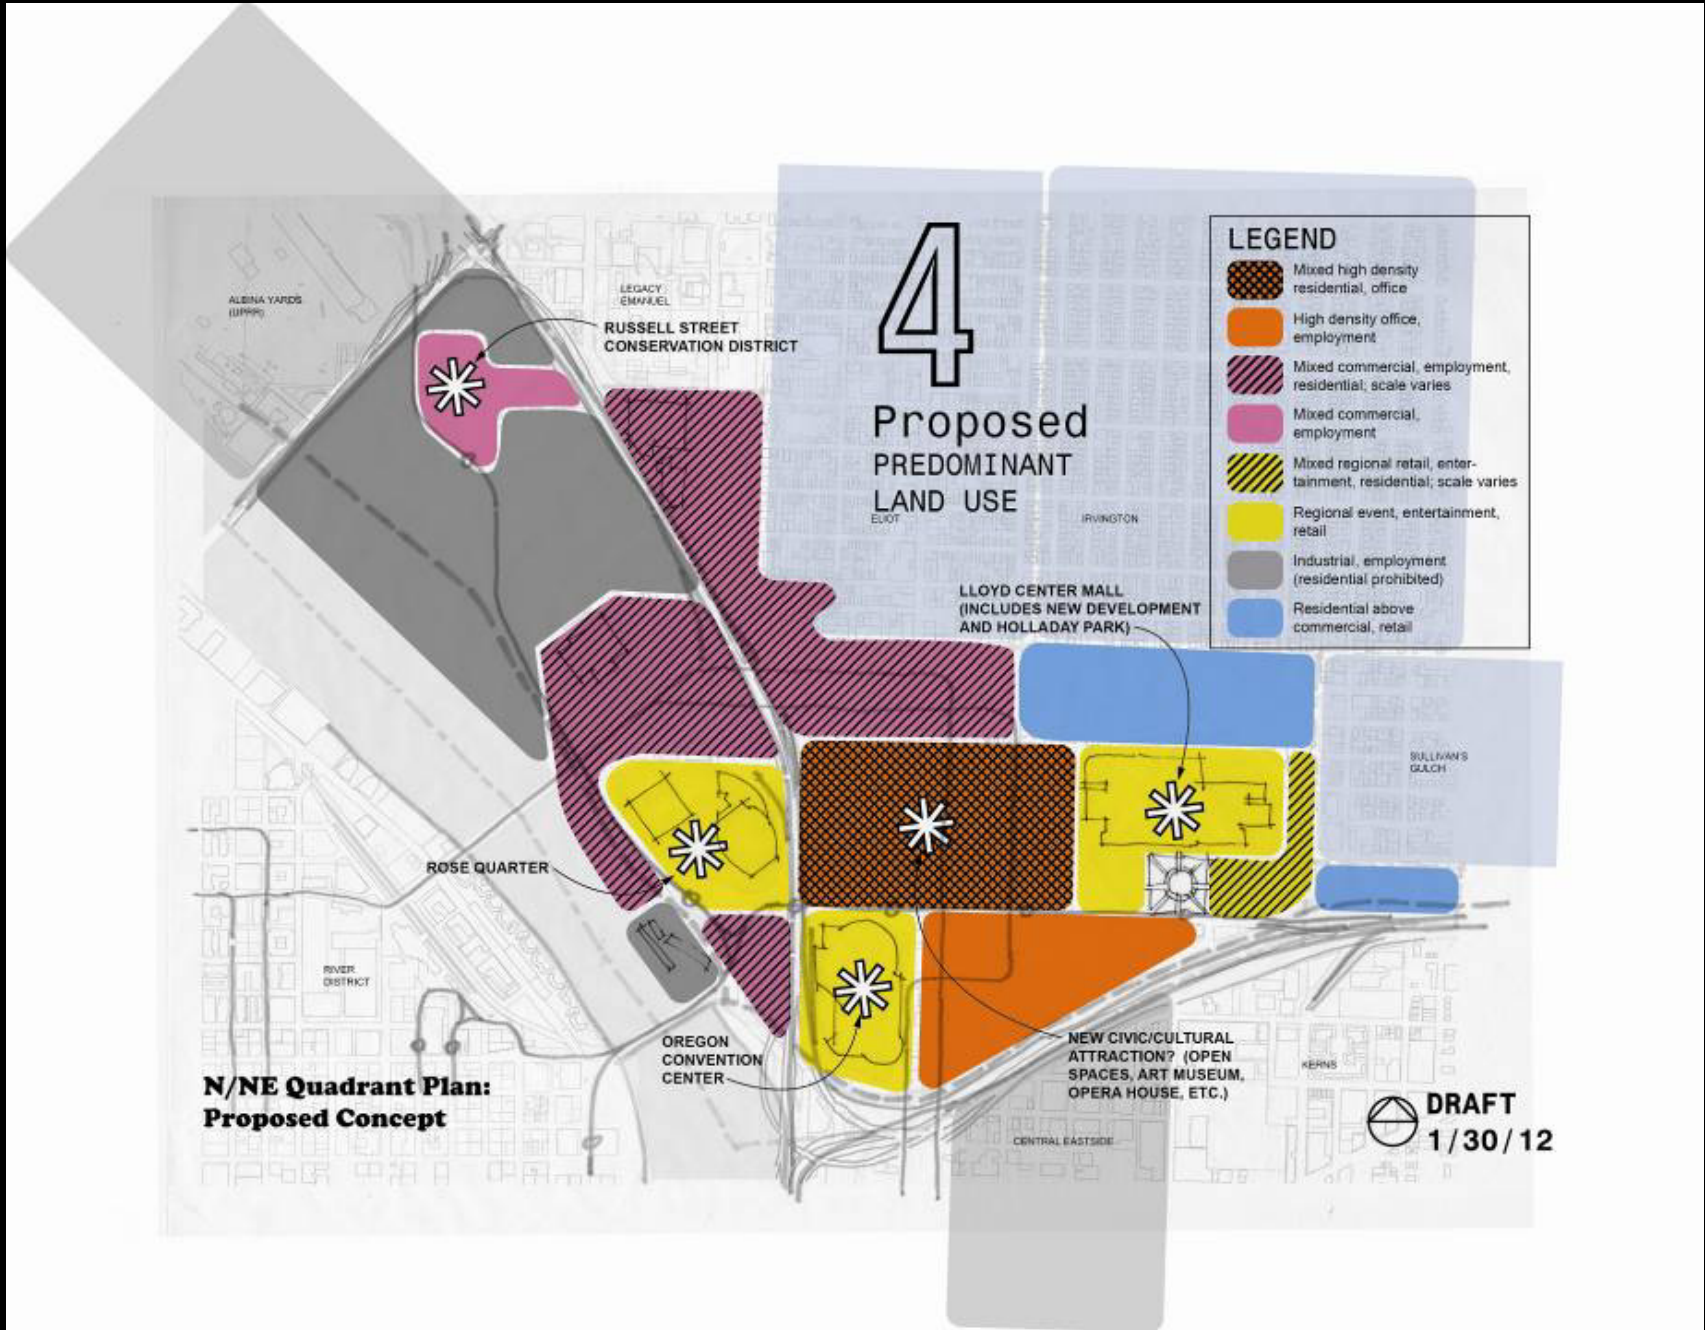 ALBINA YARDS
(UPRR)
LEGACY
EMANUEL
RUSSELL STREET
CONSERVATION DISTRICT
4
Proposed
PREDOMINANT
LAND USE
ELIOT
IRVINGTON
LEGEND
Mixed high density
residential, office
High density office,
employment
Mixed commercial, employment,
residential; scale varies
Mixed commercial,
employment
Mixed regional retail, enter-
tainment, residential; scale varies
Regional event, entertainment,
retail
Industrial, employment
(residential prohibited)
Residential above
commercial, retail
LLOYD CENTER MALL
(INCLUDES NEW DEVELOPMENT
AND HOLLADAY PARK)
SULLIVAN'S
GULCH
ROSE QUARTER
RIVER
DISTRICT
OREGON
CONVENTION
CENTER
NEW CIVIC/CULTURAL
ATTRACTION? (OPEN
SPACES, ART MUSEUM,
OPERA HOUSE, ETC.)
KERNS
CENTRAL EASTSIDE
N/NE Quadrant Plan:
Proposed Concept
DRAFT
1/30/12